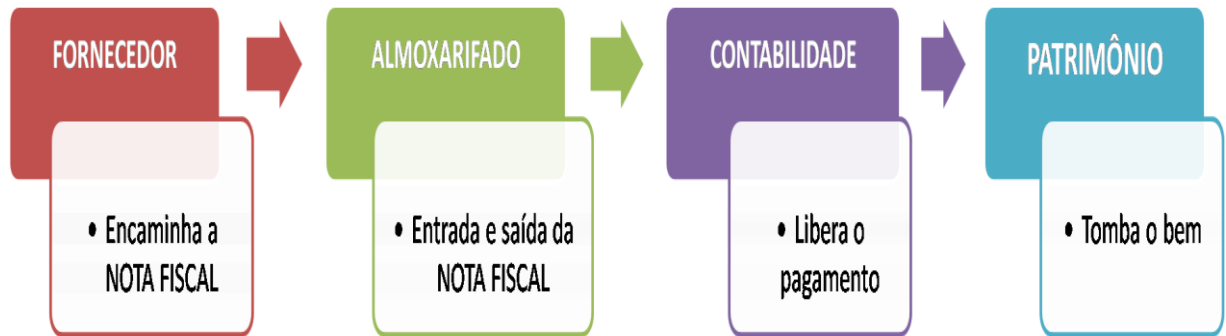 FORNECEDOR
• Encaminha a
NOTA FISCAL
ALMOXARIFADO
• Entrada e saída da
NOTA FISCAL
CONTABILIDADE
• Libera o
pagamento
PATRIMÔNIO
• Tomba o bem